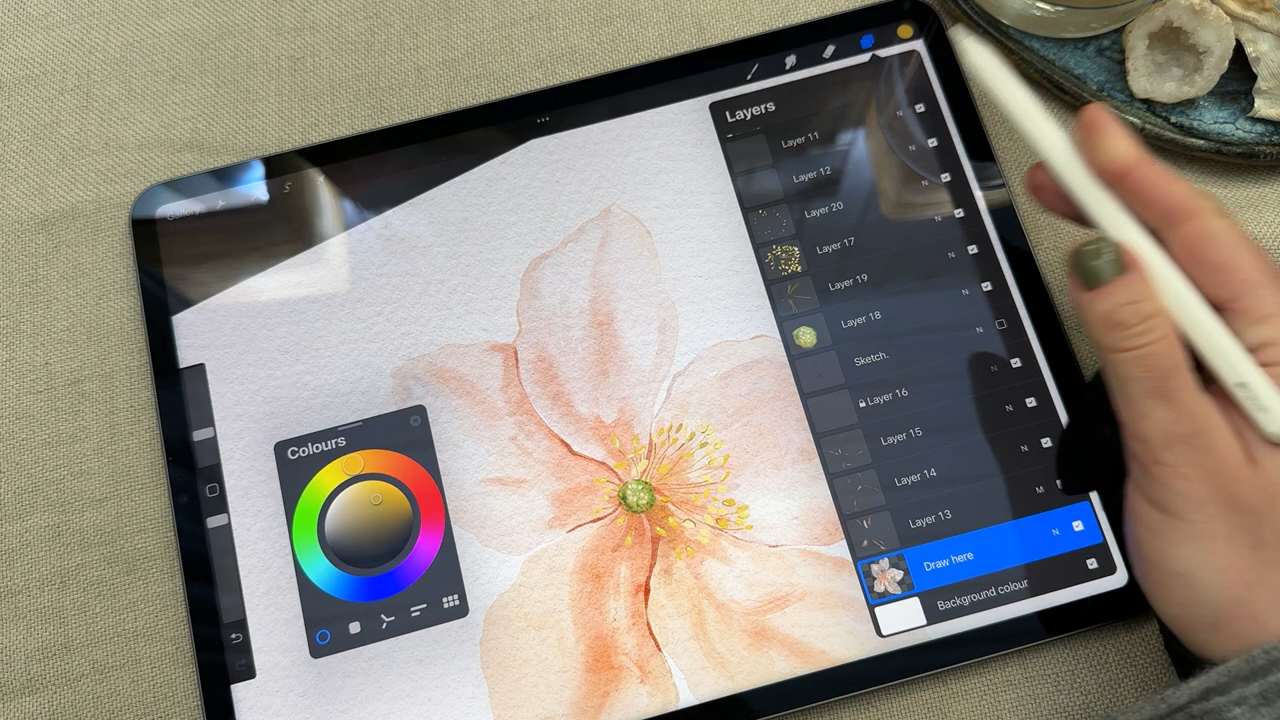 Gallery
Layers
Layer 11
N
Layer 12
N
Layer 20
N
Layer 17
N
Layer 19
N
Layer 18
N
Sketch.
N
Layer 16
N
Layer 15
N
Layer 14
N
Layer 13
M
Draw here
N
Background colour
Colours